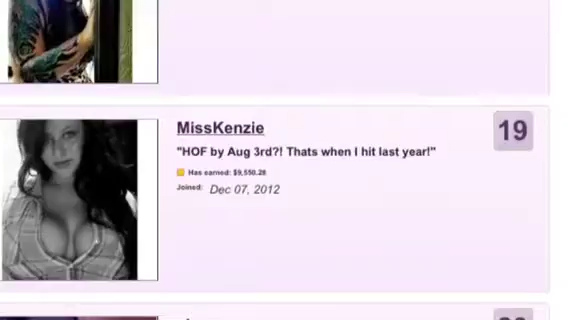 MissKenzie
19
"HOF by Aug 3rd?! Thats when I hit last year!"
Has earned: $9,550.28
Joined: Dec 07, 2012